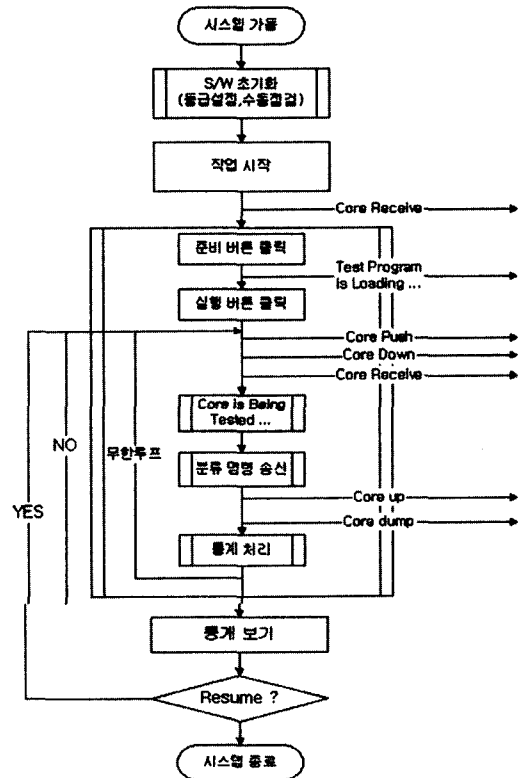 시스템 가동
S/W 초기화
(등급설정,수동점검)
작업 시작
Core Receive
준비 버튼 클릭
Test Program
is Loading ...
실행 버튼 클릭
Core Push
Core Down
Core Receive
Core is Being
Tested ...
NO
무한루프
분류 명령 송신
YES
Core up
Core dump
통계 처리
통계 보기
Resume ?
시스템 종료